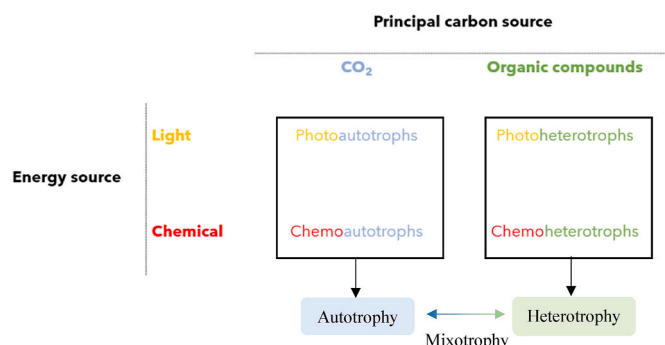 Principal carbon source
CO₂ Organic compounds
Light Photoautotrophs Photoheterotrophs
Energy source
Chemical Chemoautotrophs Chemoheterotrophs
Autotrophy Heterotrophy
Mixotrophy